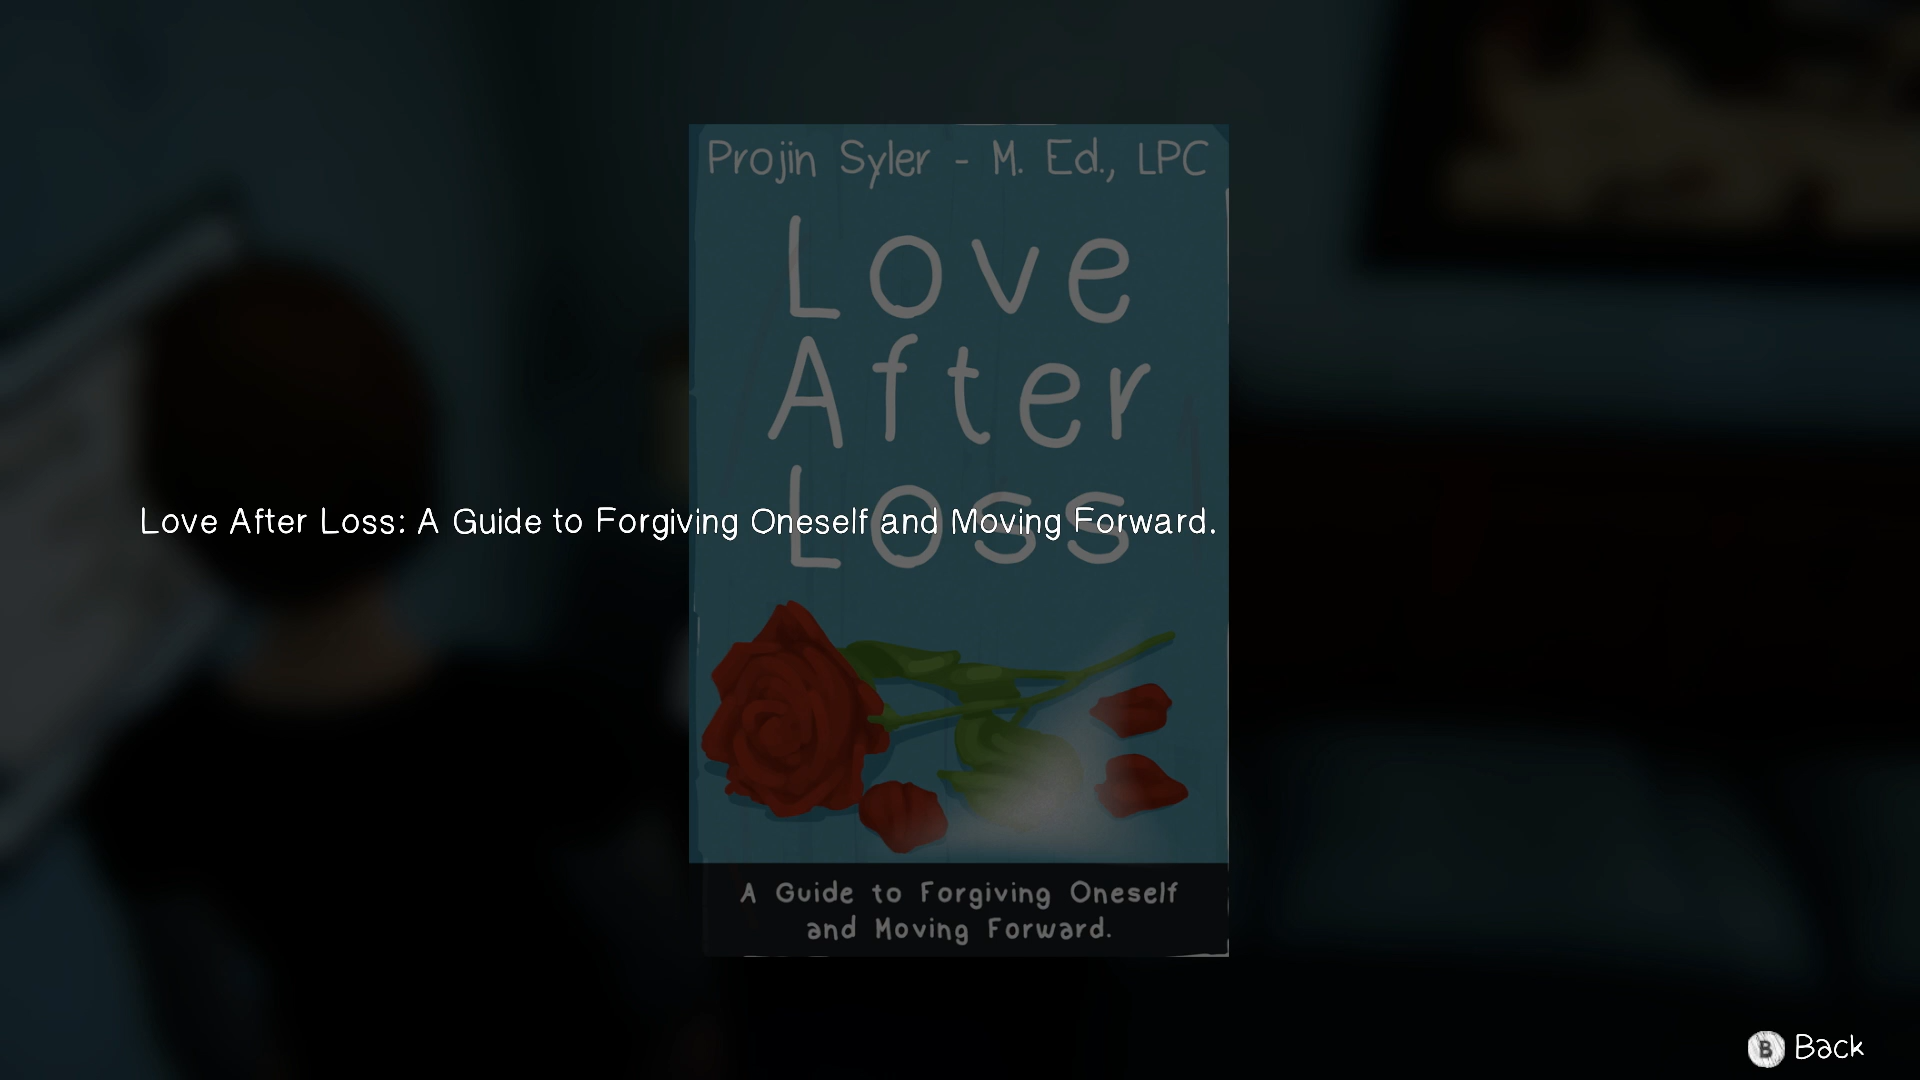 Projin Syler - M. Ed., LPC
Love
After
Loss
Love After Loss: A Guide to Forgiving Oneself and Moving Forward.
A Guide to Forgiving Oneself
and Moving Forward.
B Back